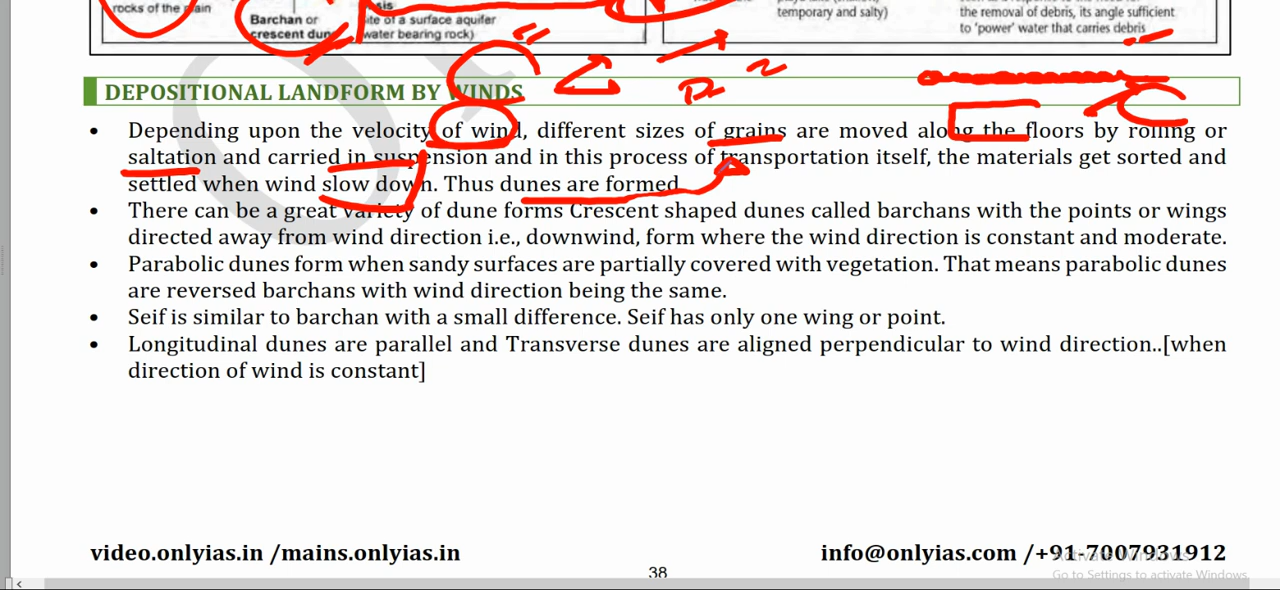 rocks of the plain
Barchan or
crescent dune
ite of a surface aquifer
water bearing rock)
temporary and salty)
the removal of debris, its angle sufficient
to 'power' water that carries debris
DEPOSITIONAL LANDFORM BY WINDS
• Depending upon the velocity of wind, different sizes of grains are moved along the floors by rolling or
saltation and carried in suspension and in this process of transportation itself, the materials get sorted and
settled when wind slow down. Thus dunes are formed.
• There can be a great variety of dune forms Crescent shaped dunes called barchans with the points or wings
directed away from wind direction i.e., downwind, form where the wind direction is constant and moderate.
• Parabolic dunes form when sandy surfaces are partially covered with vegetation. That means parabolic dunes
are reversed barchans with wind direction being the same.
• Seif is similar to barchan with a small difference. Seif has only one wing or point.
• Longitudinal dunes are parallel and Transverse dunes are aligned perpendicular to wind direction..[when
direction of wind is constant]
video.onlyias.in /mains.onlyias.in
info@onlyias.com /+91-7007931912
Activate Windows
Go to Settings to activate Windows.
38